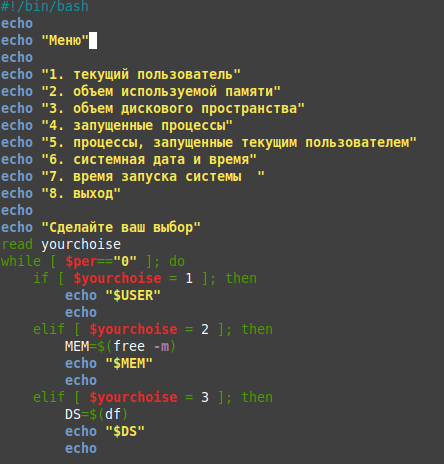 #!/bin/bash
echo
echo "Меню"
echo
echo "1. текущий пользователь"
echo "2. объем используемой памяти"
echo "3. объем дискового пространства"
echo "4. запущенные процессы"
echo "5. процессы, запущенные текущим пользователем"
echo "6. системная дата и время"
echo "7. время запуска системы  "
echo "8. выход"
echo
echo "Сделайте ваш выбор"
read yourchoise
while [ $per=="0" ]; do
    if [ $yourchoise = 1 ]; then
        echo "$USER"
        echo
    elif [ $yourchoise = 2 ]; then
        MEM=$(free -m)
        echo "$MEM"
        echo
    elif [ $yourchoise = 3 ]; then
        DS=$(df)
        echo "$DS"
        echo